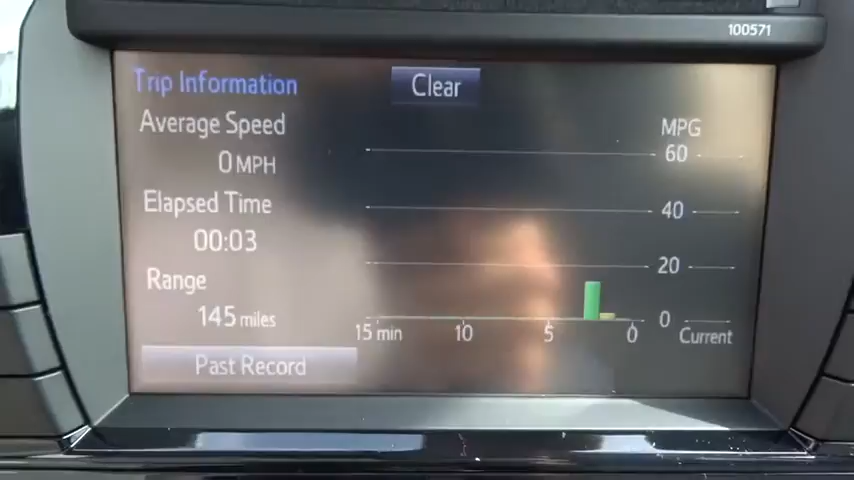 100571
Trip Information
Clear
Average Speed
0 MPH
Elapsed Time
00:03
Range
145 miles
Past Record
MPG
60
40
20
0
15 min 10 5 0 Current